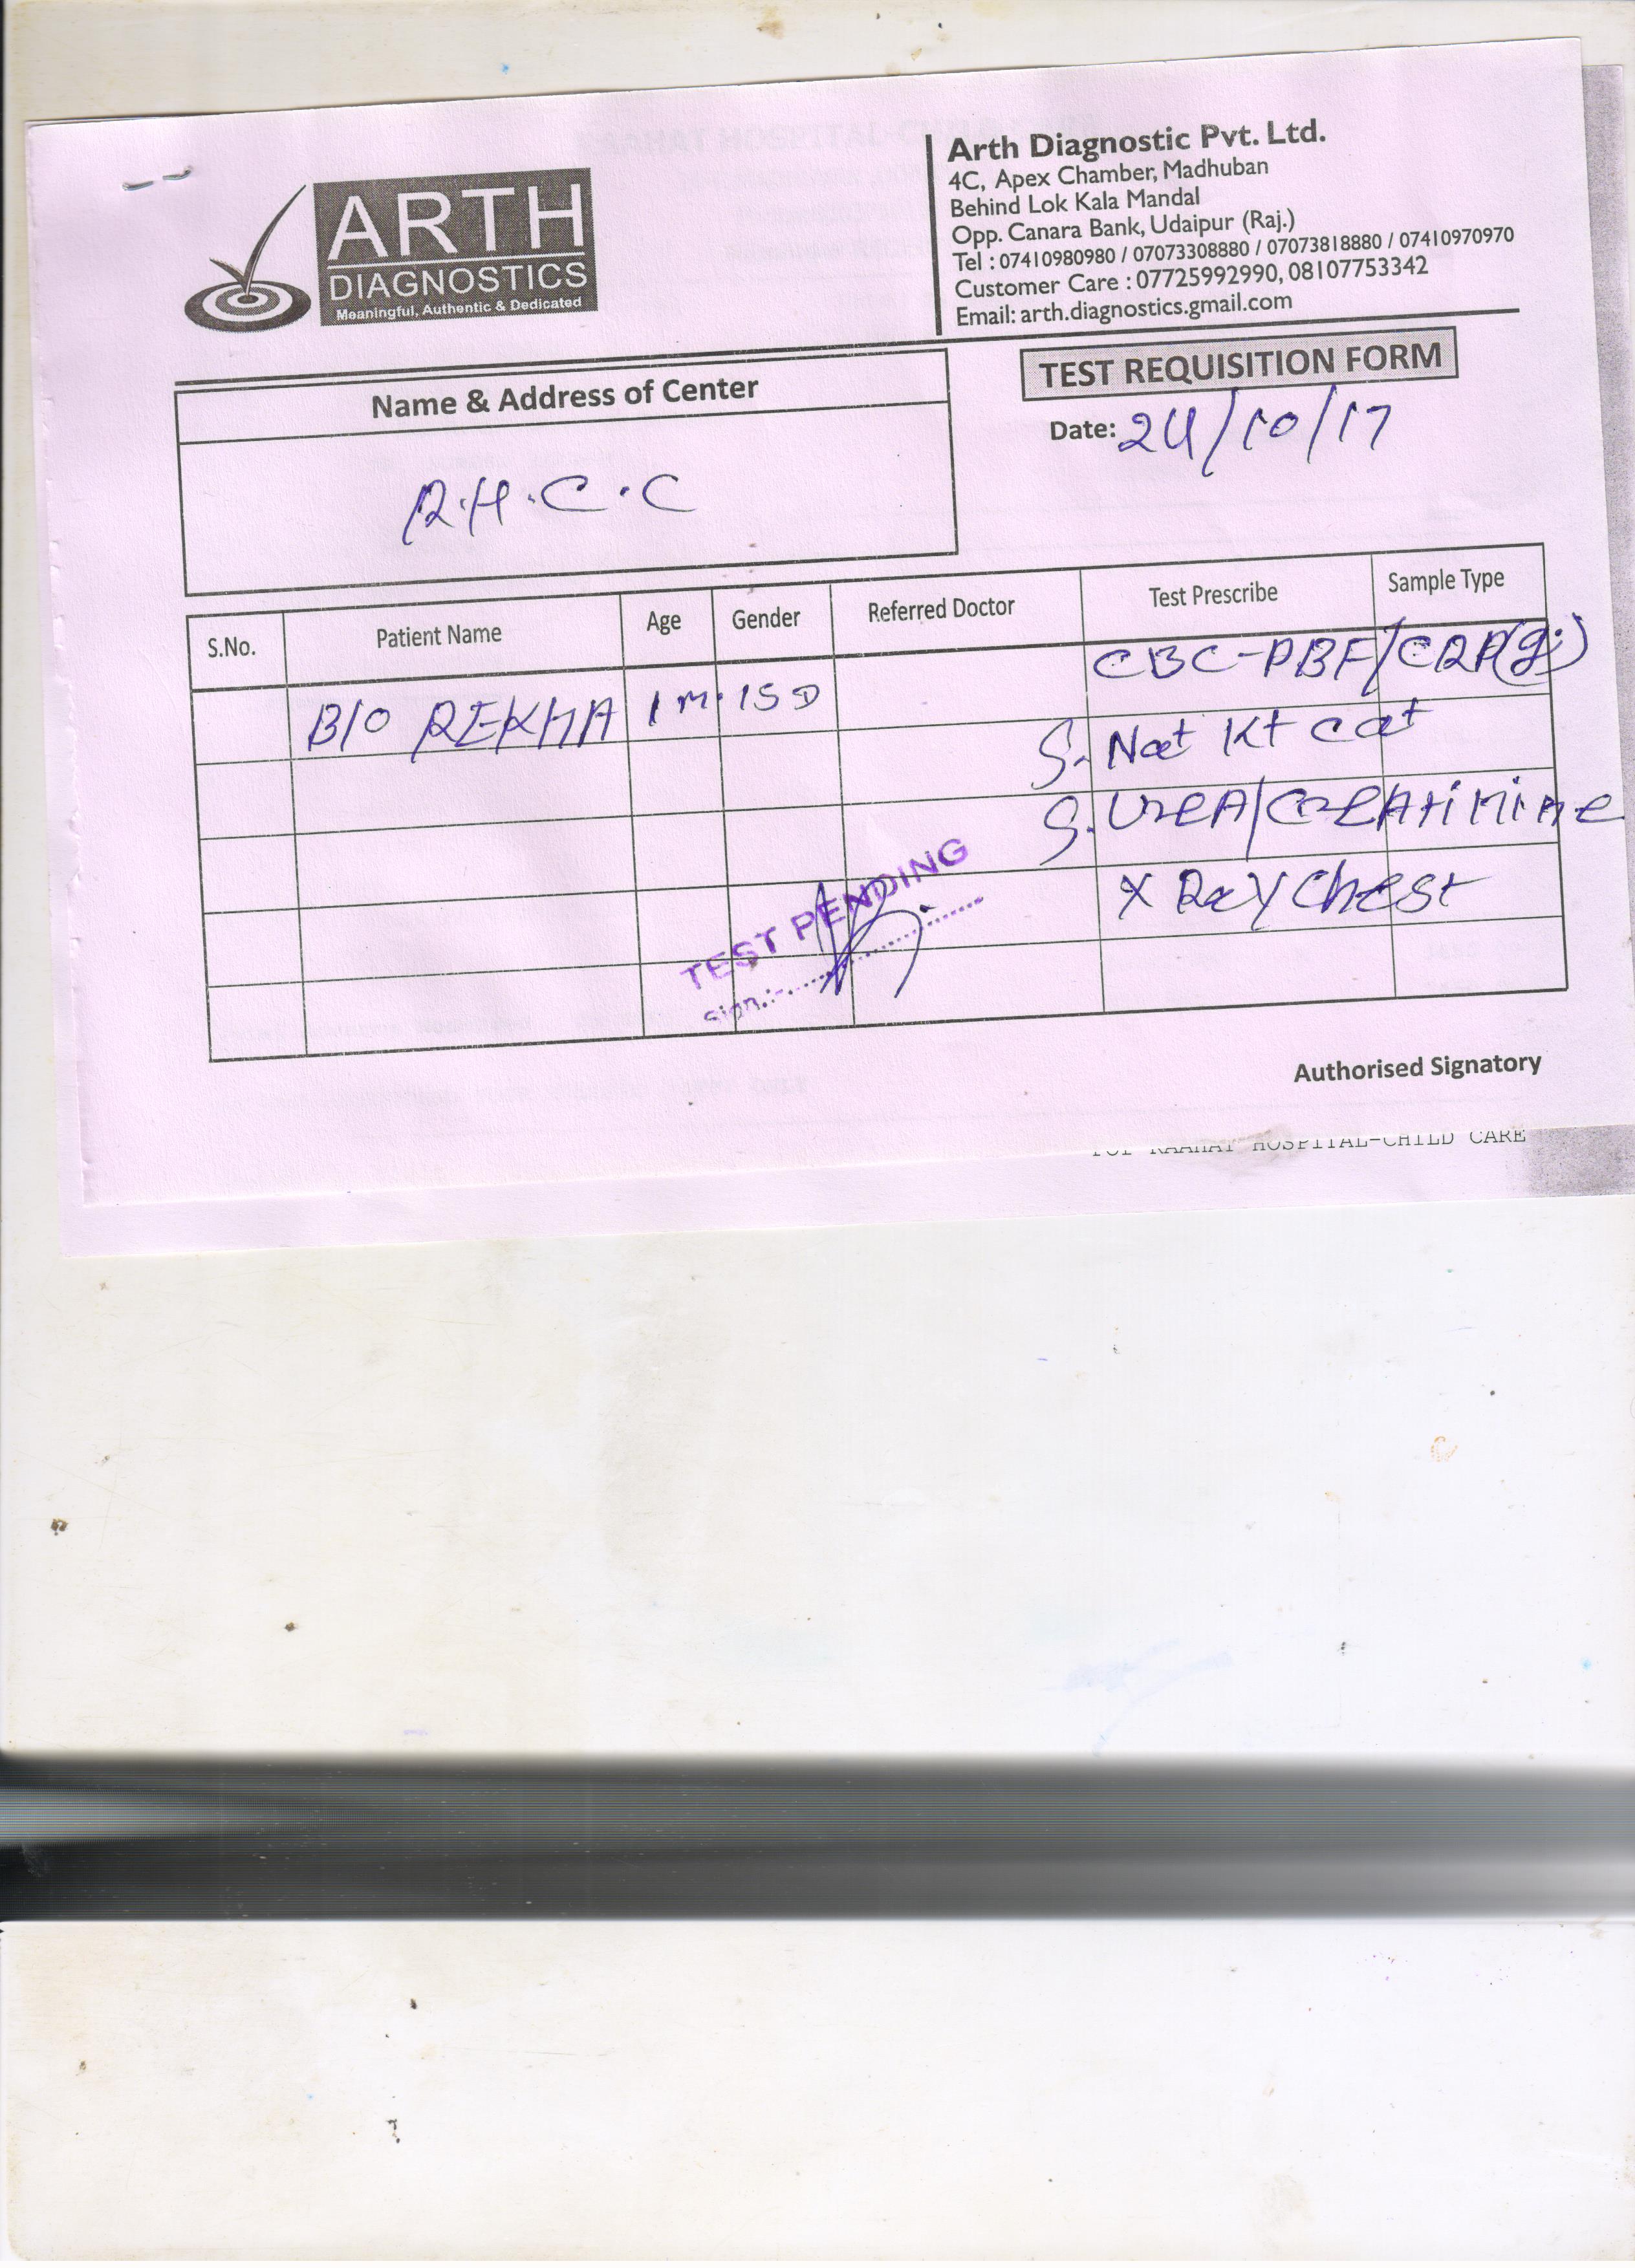 ARTH
DIAGNOSTICS
Meaningful, Authentic & Dedicated
Arth Diagnostic Pvt. Ltd.
4C, Apex Chamber, Madhuban
Behind Lok Kala Mandal
Opp. Canara Bank, Udaipur (Raj.)
Tel : 07410980980 / 07073308880 / 07073818880 / 07410970970
Customer Care : 07725992990, 08107753342
Email: arth.diagnostics.gmail.com
Name & Address of Center
R.H.C.C
TEST REQUISITION FORM
Date: 24/10/17
S.No. Patient Name Age Gender Referred Doctor Test Prescribe Sample Type
B/O REKHA 1 M. 15 D CBC-PBF/CRP
S. Na+ K+ Ca+
S. UREA/CREAtiNiNe
X RaY Chest
TEST PENDING
Sign.:-
Authorised Signatory
For RAAHAT HOSPITAL-CHILD CARE